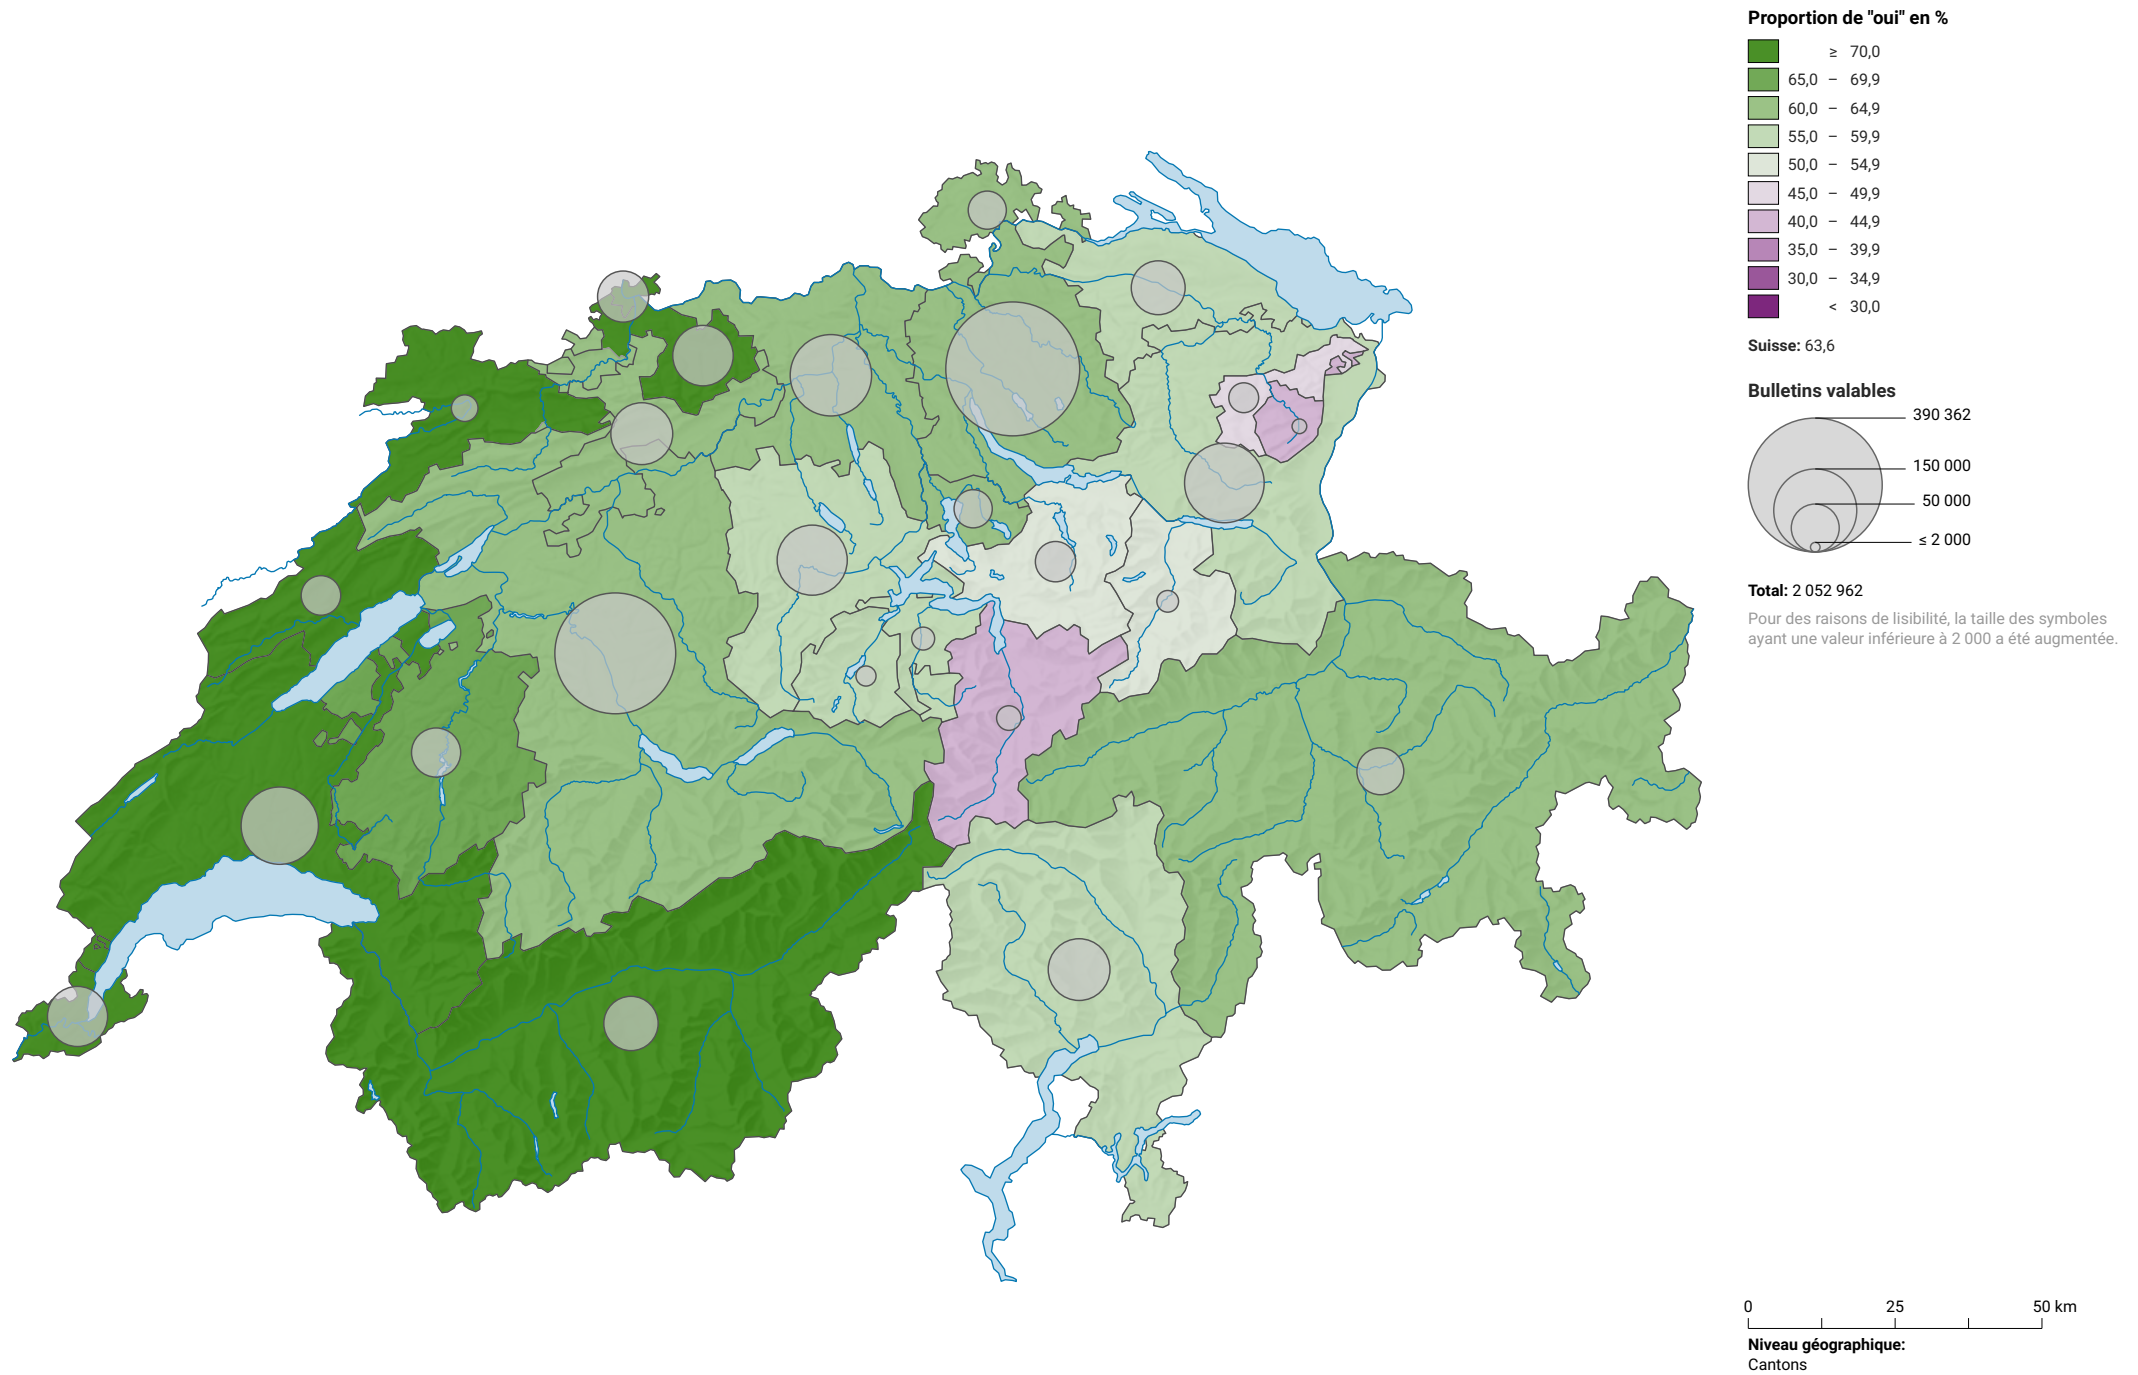 Proportion de "oui" en %
≥ 70,0
65,0 – 69,9
60,0 – 64,9
55,0 – 59,9
50,0 – 54,9
45,0 – 49,9
40,0 – 44,9
35,0 – 39,9
30,0 – 34,9
< 30,0
Suisse: 63,6
Bulletins valables
390 362
150 000
50 000
≤ 2 000
Total: 2 052 962
Pour des raisons de lisibilité, la taille des symboles
ayant une valeur inférieure à 2 000 a été augmentée.
0 25 50 km
Niveau géographique:
Cantons